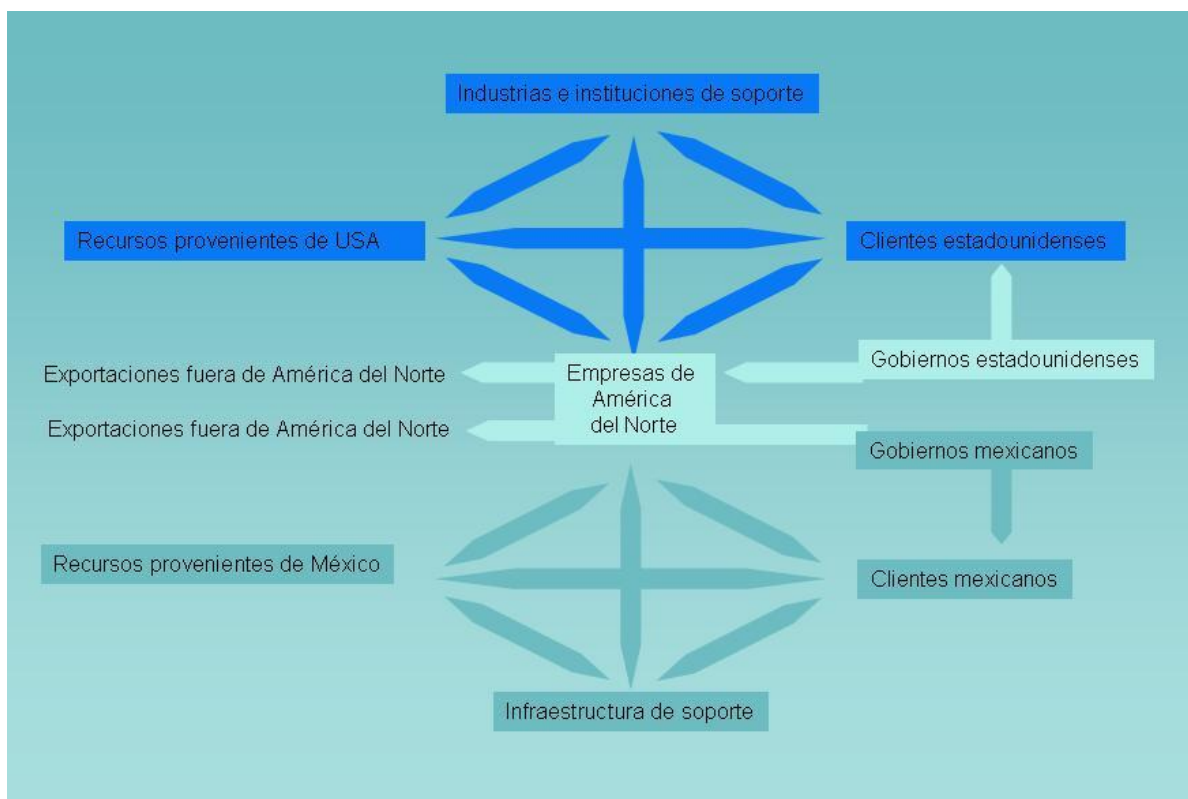 Industrias e instituciones de soporte
Recursos provenientes de USA
Clientes estadounidenses
Exportaciones fuera de América del Norte
Empresas de
América
del Norte
Gobiernos estadounidenses
Exportaciones fuera de América del Norte
Gobiernos mexicanos
Recursos provenientes de México
Clientes mexicanos
Infraestructura de soporte